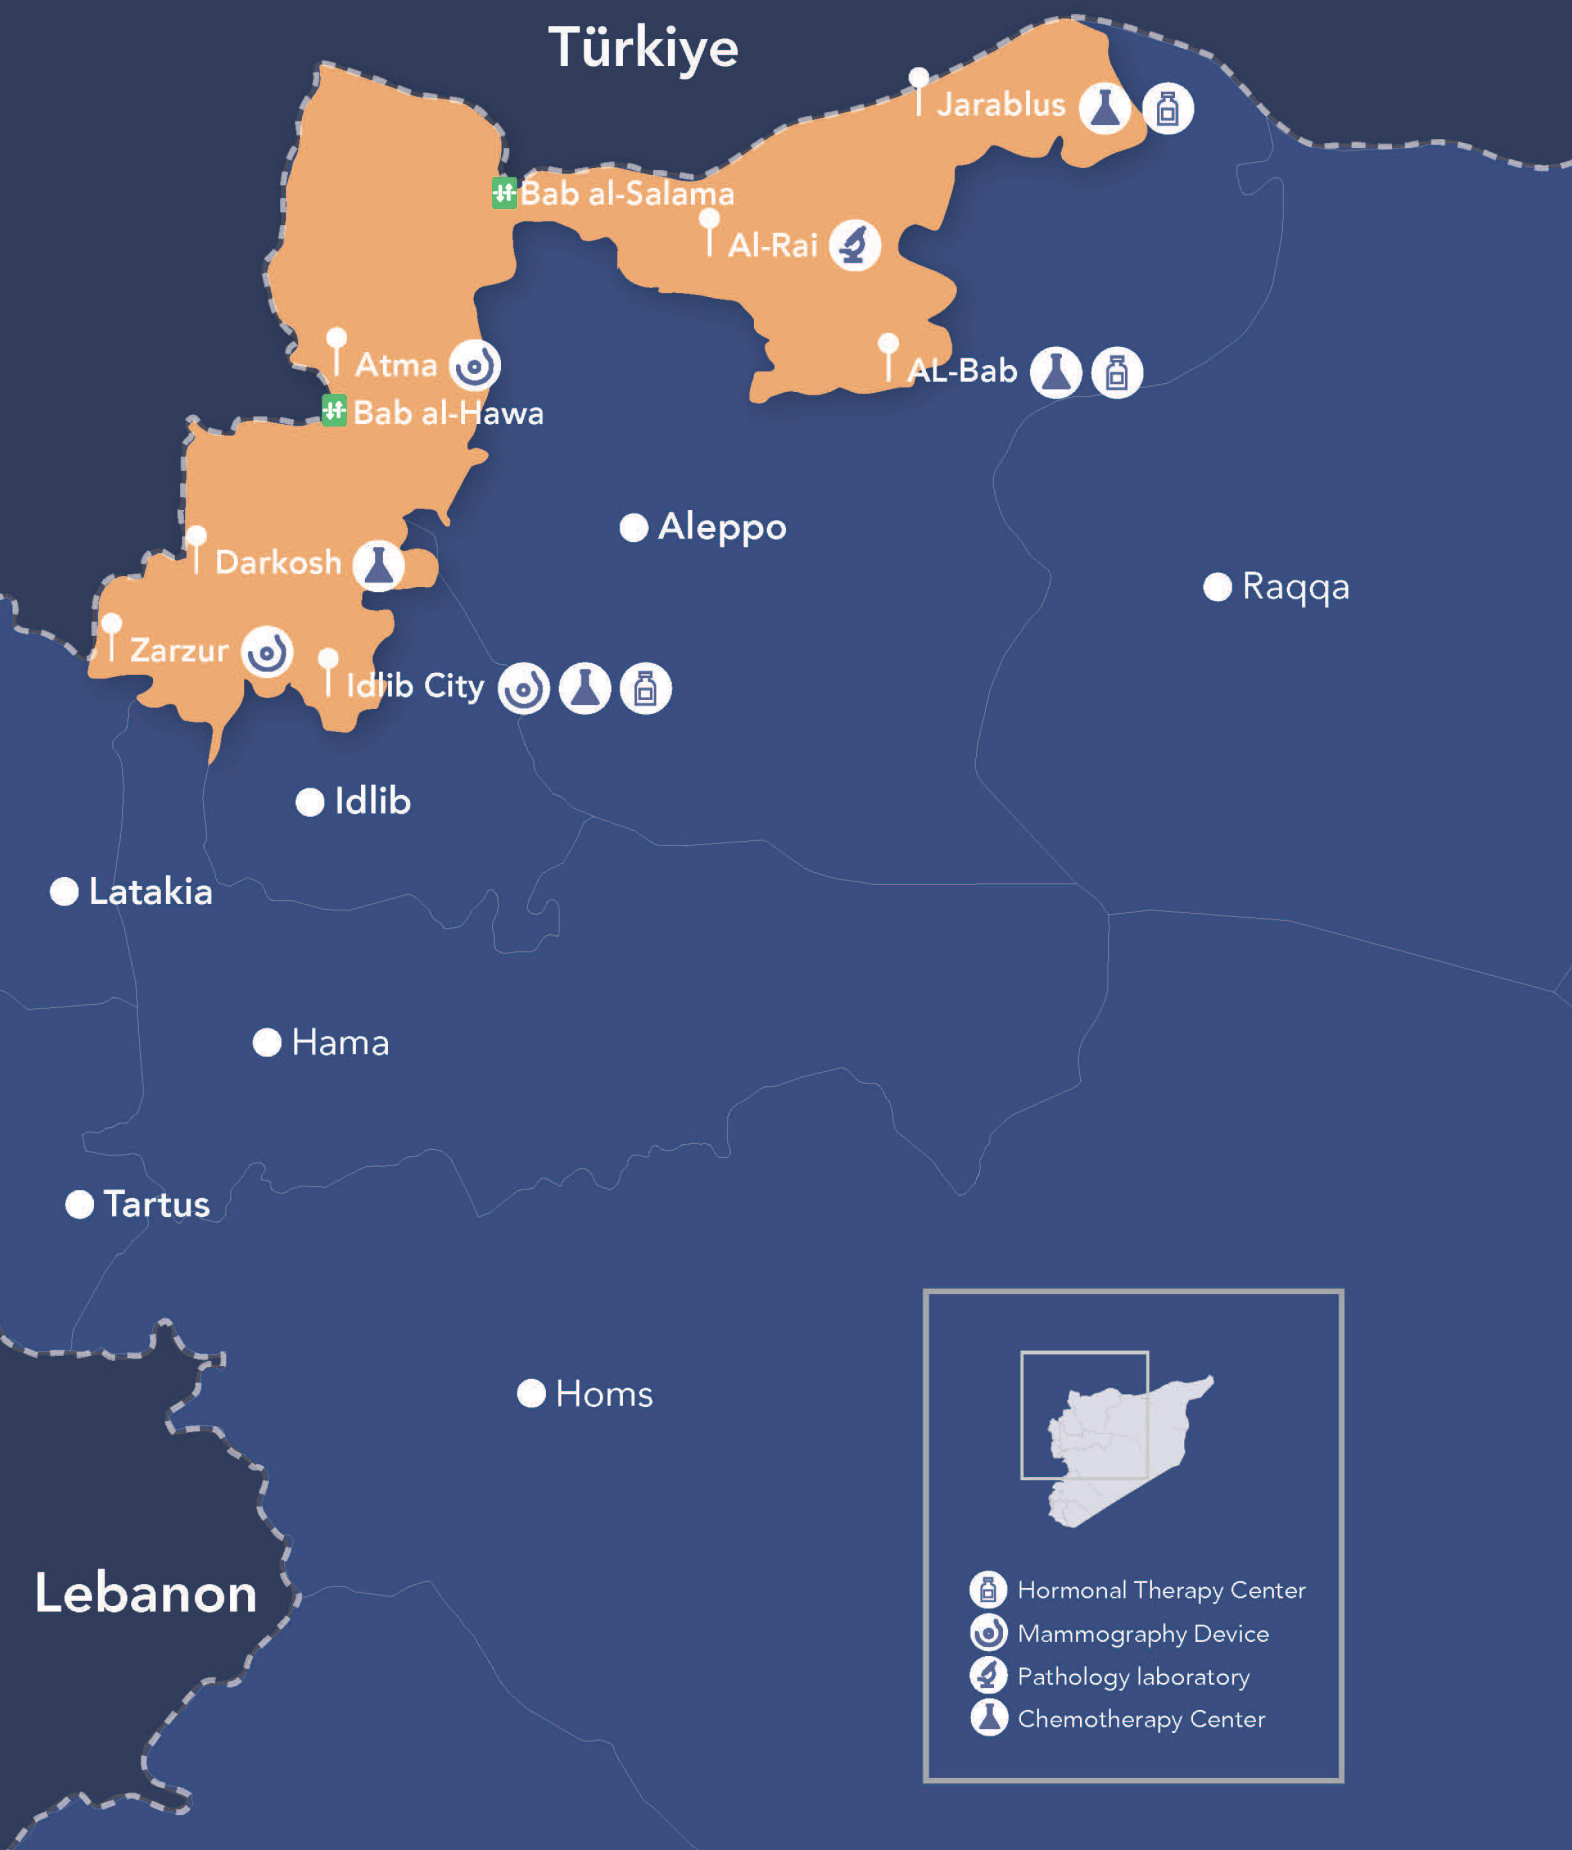 Türkiye
Jarablus
Bab al-Salama
Al-Rai
Atma
AL-Bab
Bab al-Hawa
Aleppo
Darkosh
Raqqa
Zarzur
Idlib City
Idlib
Latakia
Hama
Tartus
Homs
Lebanon
Hormonal Therapy Center
Mammography Device
Pathology laboratory
Chemotherapy Center